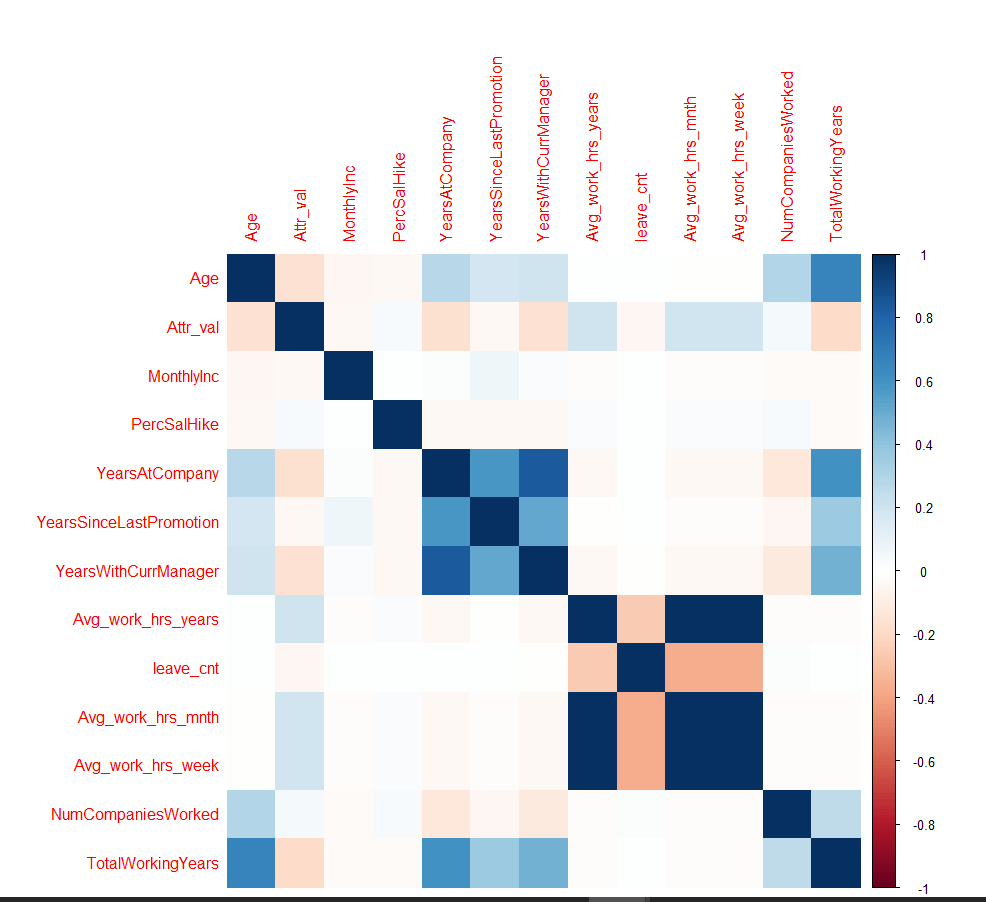 Age
Attr_val
MonthlyInc
PercSalHike
YearsAtCompany
YearsSinceLastPromotion
YearsWithCurrManager
Avg_work_hrs_years
leave_cnt
Avg_work_hrs_mnth
Avg_work_hrs_week
NumCompaniesWorked
TotalWorkingYears
Age
Attr_val
MonthlyInc
PercSalHike
YearsAtCompany
YearsSinceLastPromotion
YearsWithCurrManager
Avg_work_hrs_years
leave_cnt
Avg_work_hrs_mnth
Avg_work_hrs_week
NumCompaniesWorked
TotalWorkingYears
1
0.8
0.6
0.4
0.2
0
-0.2
-0.4
-0.6
-0.8
-1